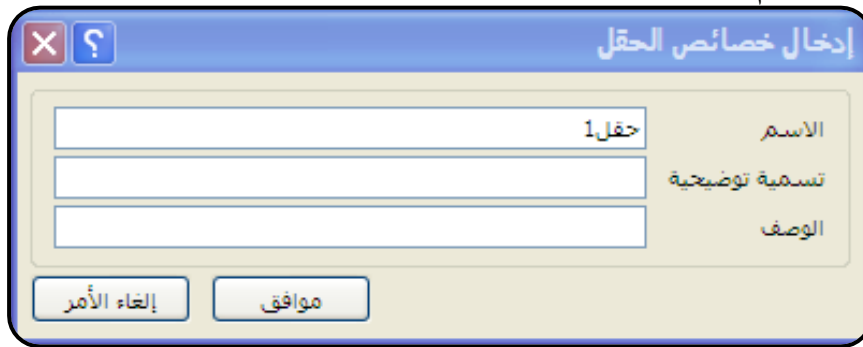 إدخال خصائص الحقل
الاسم حقل1
تسمية توضيحية
الوصف
موافق إلغاء الأمر